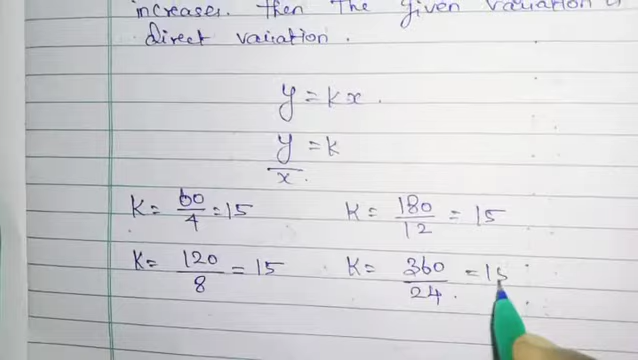 increases. Then The given variation is
direct variation.
y = kx.
y/x = k
K = 60/4 = 15 K = 180/12 = 15
K = 120/8 = 15 K = 360/24 = 15